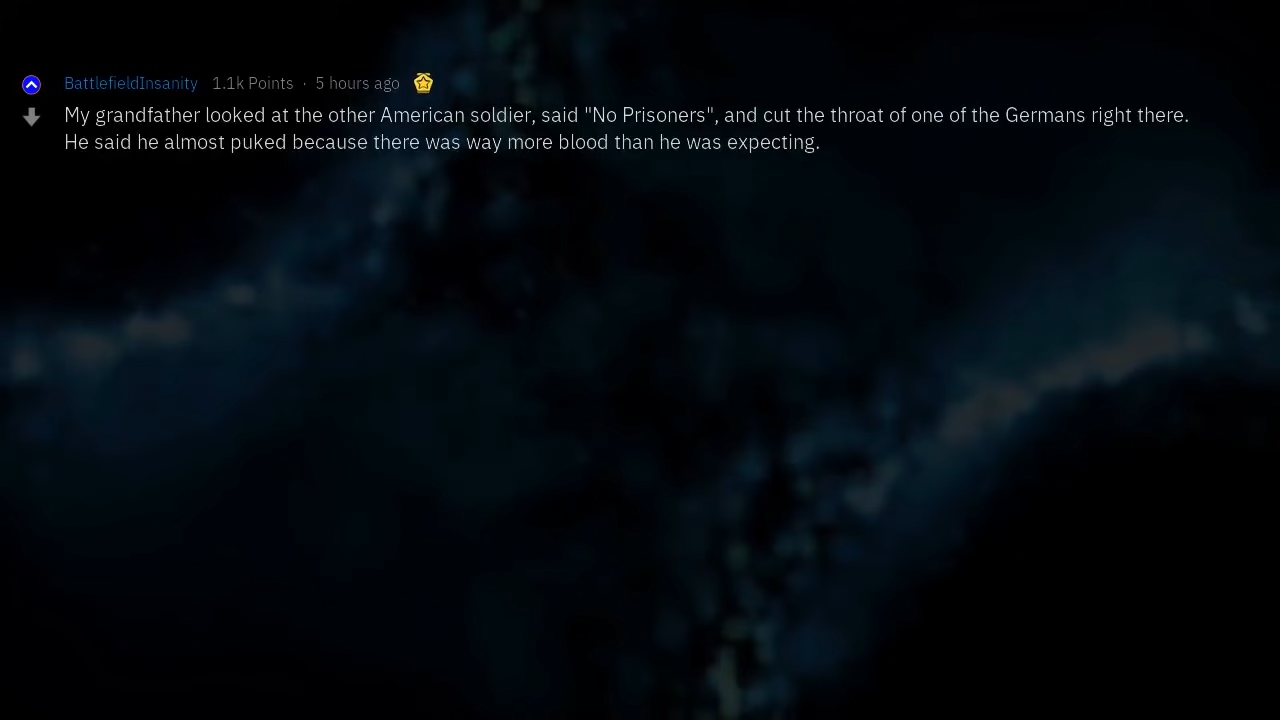 BattlefieldInsanity 1.1k Points · 5 hours ago
My grandfather looked at the other American soldier, said "No Prisoners", and cut the throat of one of the Germans right there.
He said he almost puked because there was way more blood than he was expecting.